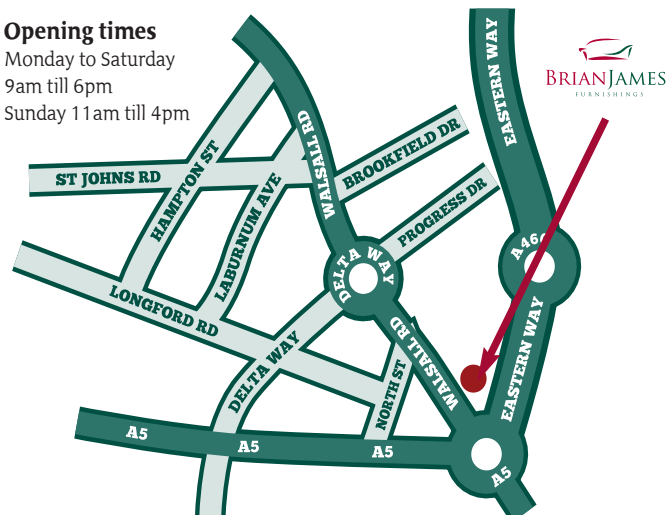 Opening times
Monday to Saturday
9am till 6pm
Sunday 11am till 4pm
BRIANJAMES
FURNISHINGS
EASTERN WAY
WALSALL RD
BROOKFIELD DR
ST JOHNS RD
HAMPTON ST
LABURNUM AVE
PROGRESS DR
DELTA WAY
LONGFORD RD
DELTA WAY
WALSALL RD
NORTH ST
EASTERN WAY
A5
A5
A5
A5